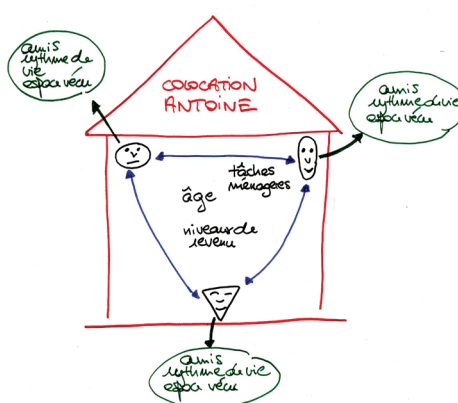 amis
rythme de
vie
espace vécu
COLOCATION
ANTOINE
amis
rythme de vie
espace vécu
tâches
ménagères
âge
niveaux de
revenu
amis
rythme de vie
espace vécu